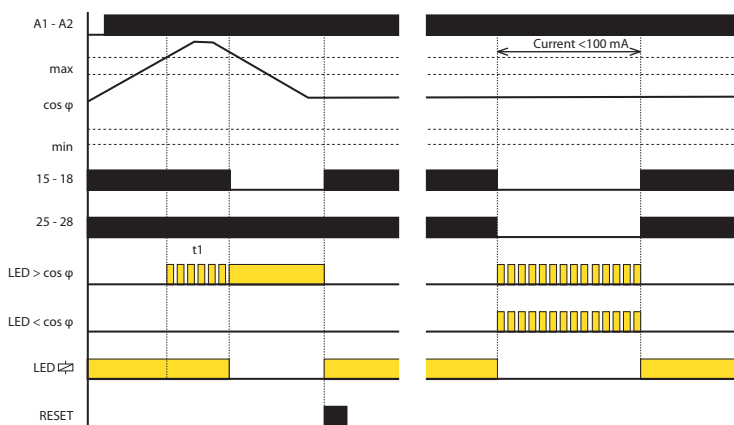 A1 - A2
Current <100 mA
max
cos φ
min
15 - 18
25 - 28
t1
LED > cos φ
LED < cos φ
LED
RESET